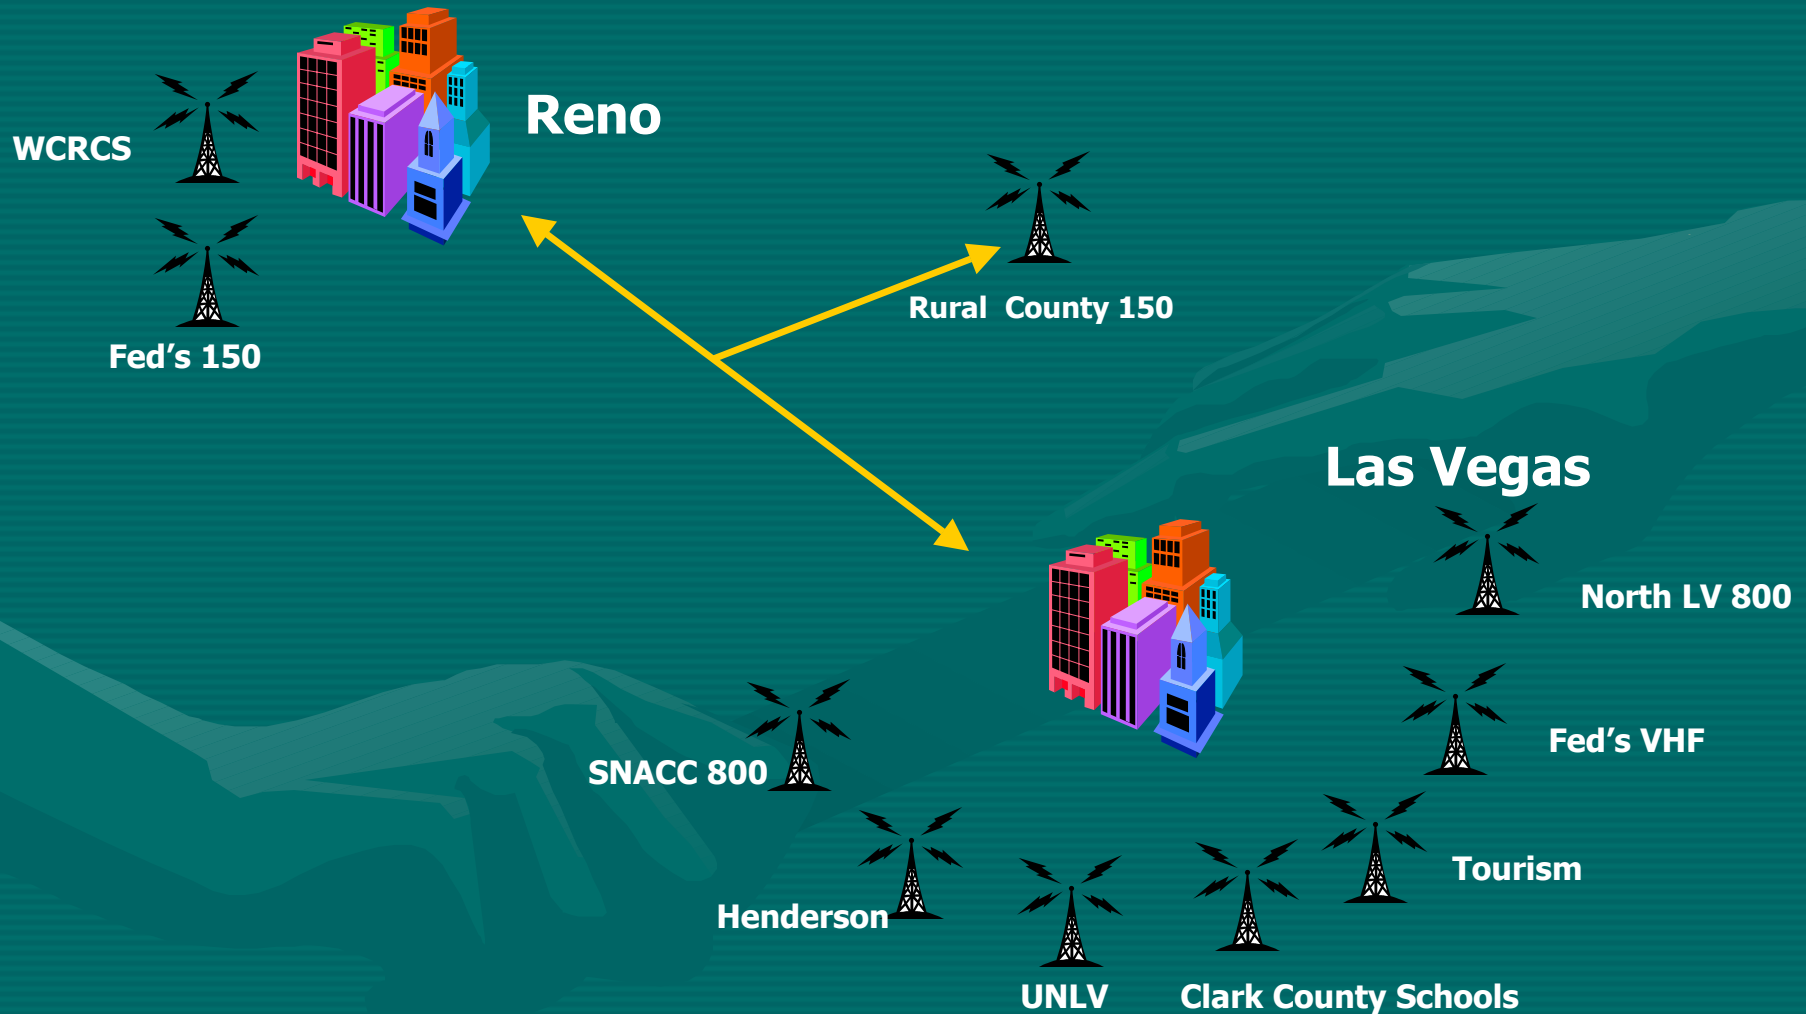 Reno
WCRCS
Rural County 150
Fed’s 150
Las Vegas
North LV 800
Fed’s VHF
SNACC 800
Tourism
Henderson
UNLV
Clark County Schools